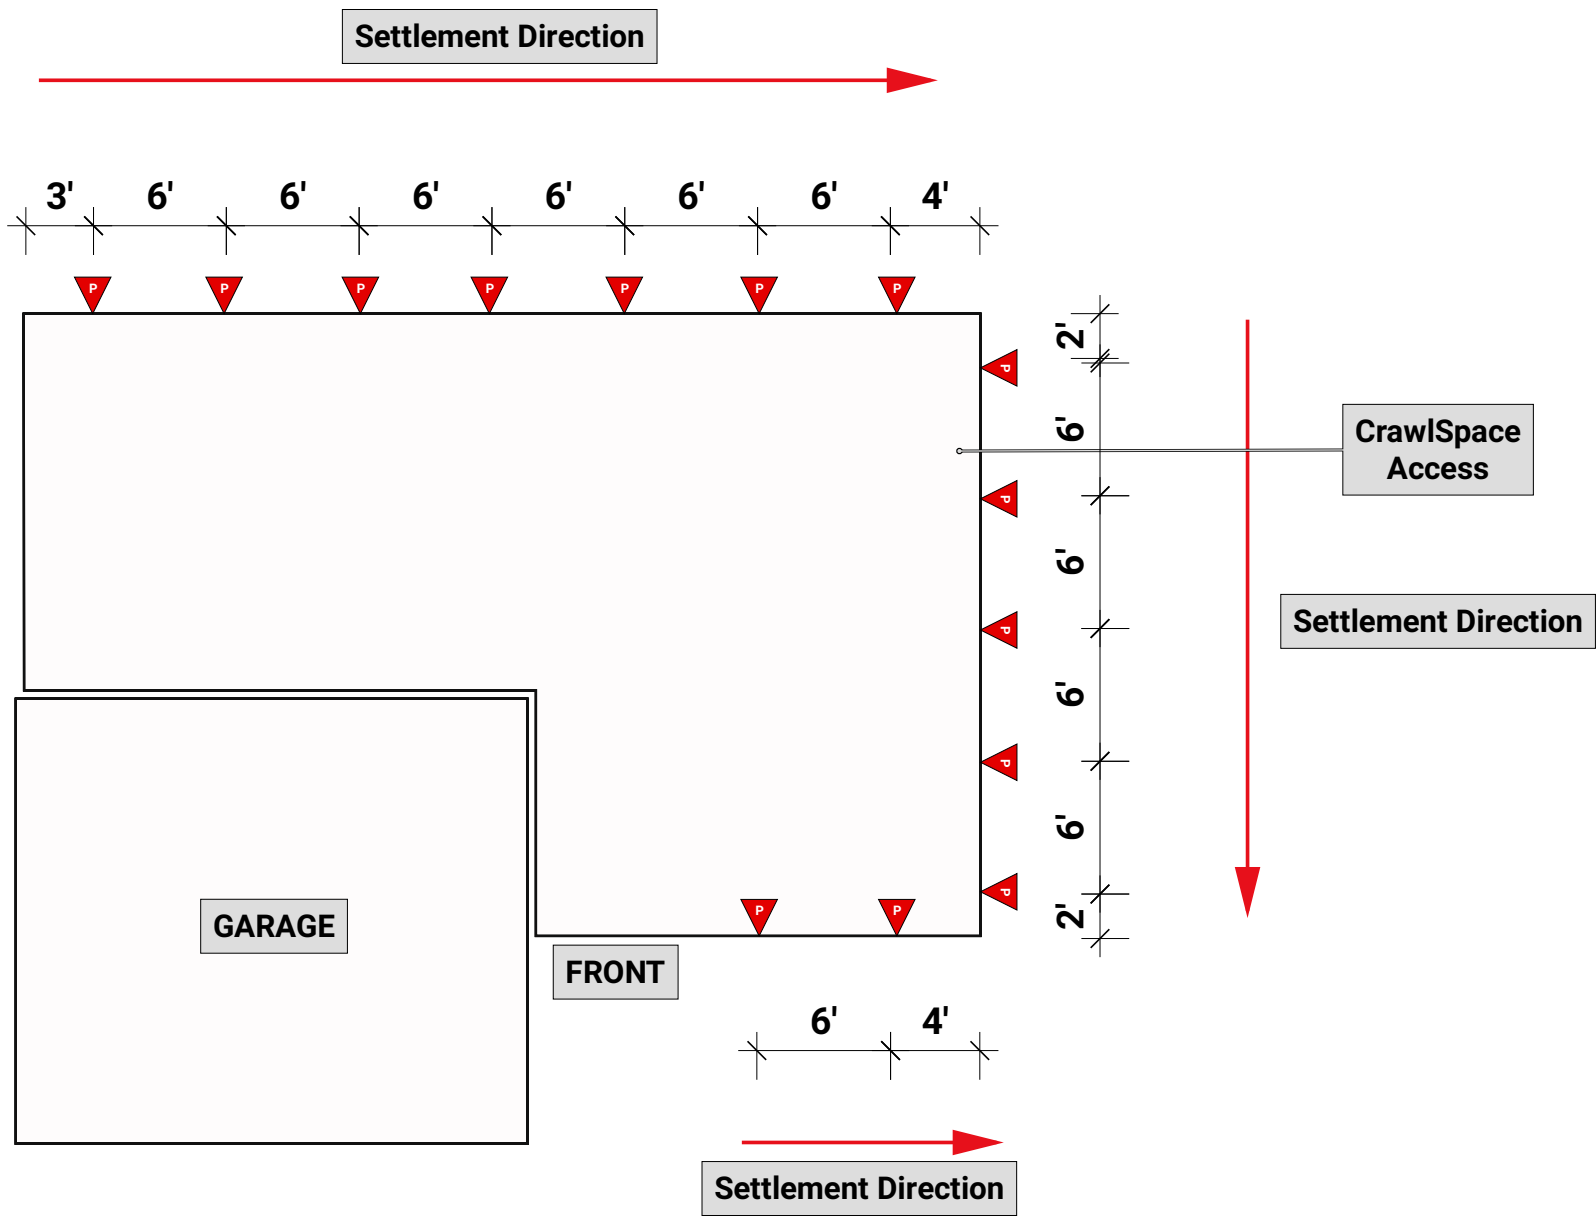 Settlement Direction
3' 6' 6' 6' 6' 6' 6' 4'
P P P P P P P
2'
P
6'
CrawlSpace
Access
P
6'
Settlement Direction
P
6'
P
6'
P
2'
P P
GARAGE
FRONT
6' 4'
Settlement Direction